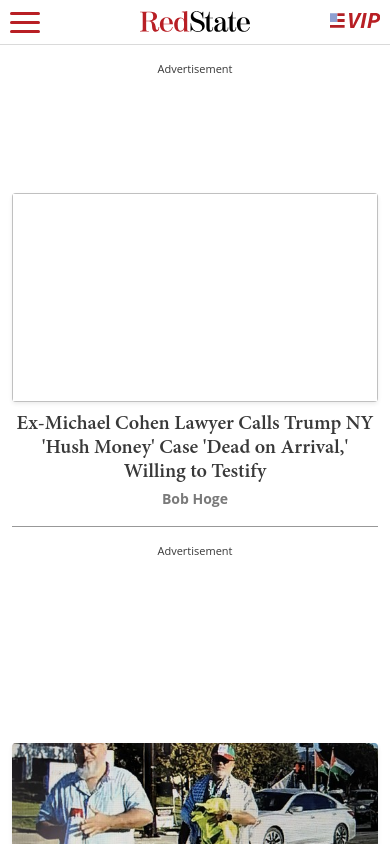 RedState
VIP
Advertisement
Ex-Michael Cohen Lawyer Calls Trump NY
'Hush Money' Case 'Dead on Arrival,'
Willing to Testify
Bob Hoge
Advertisement